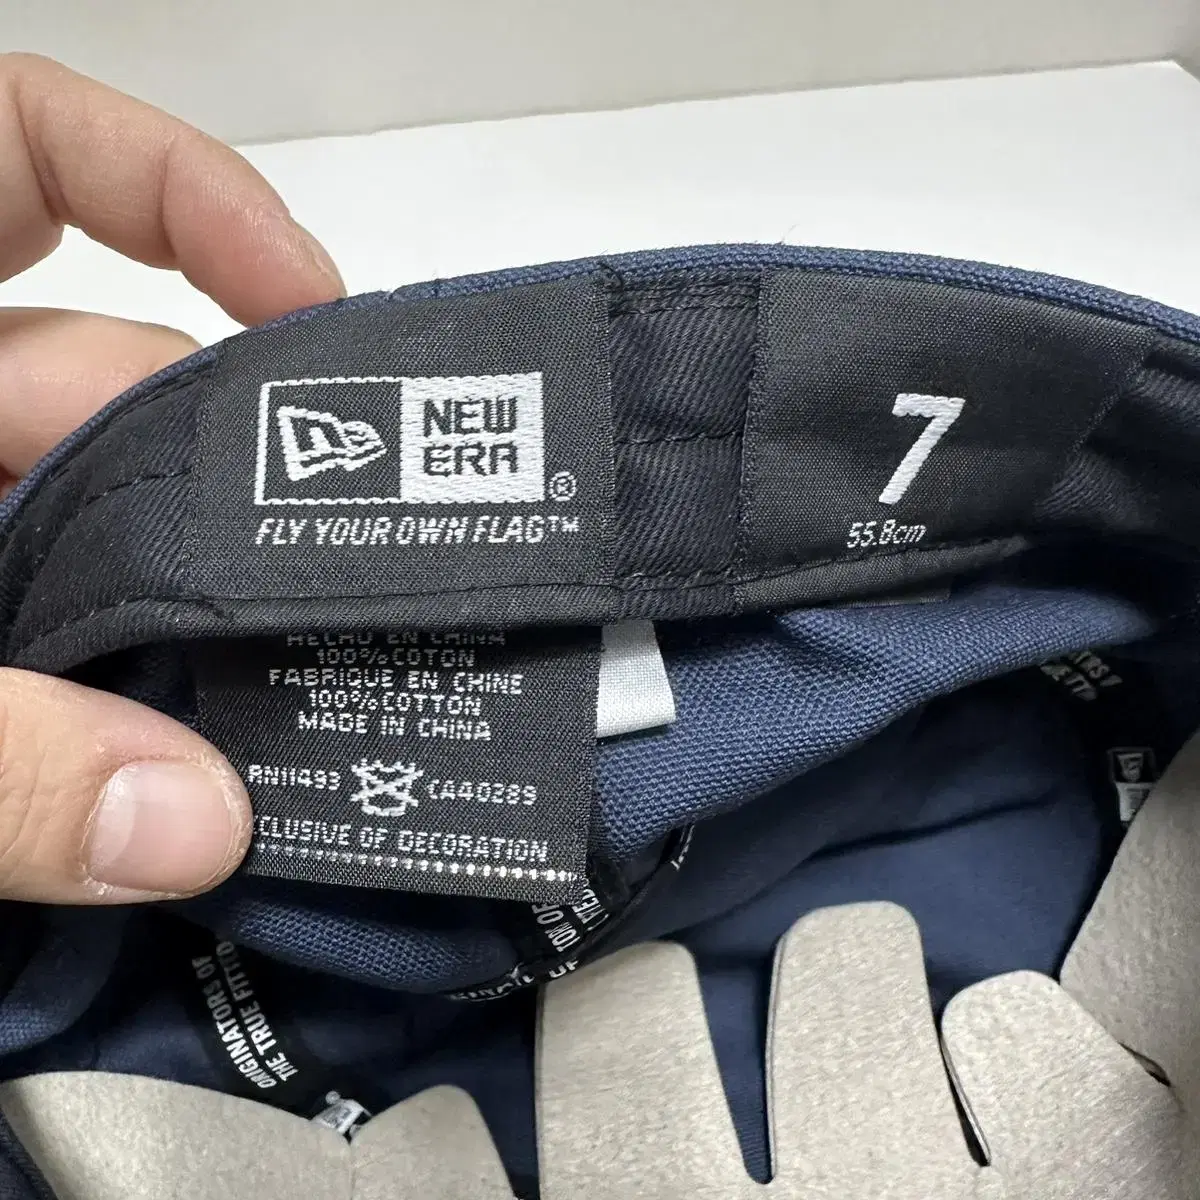 NEW
ERA
®
FLY YOUR OWN FLAG™
7
55.8cm
HECHO EN CHINA
100% COTON
FABRIQUE EN CHINE
100% COTTON
MADE IN CHINA
RN11493
CA40289
CLUSIVE OF DECORATION
ORIGINATORS OF
THE TRUE FITTED